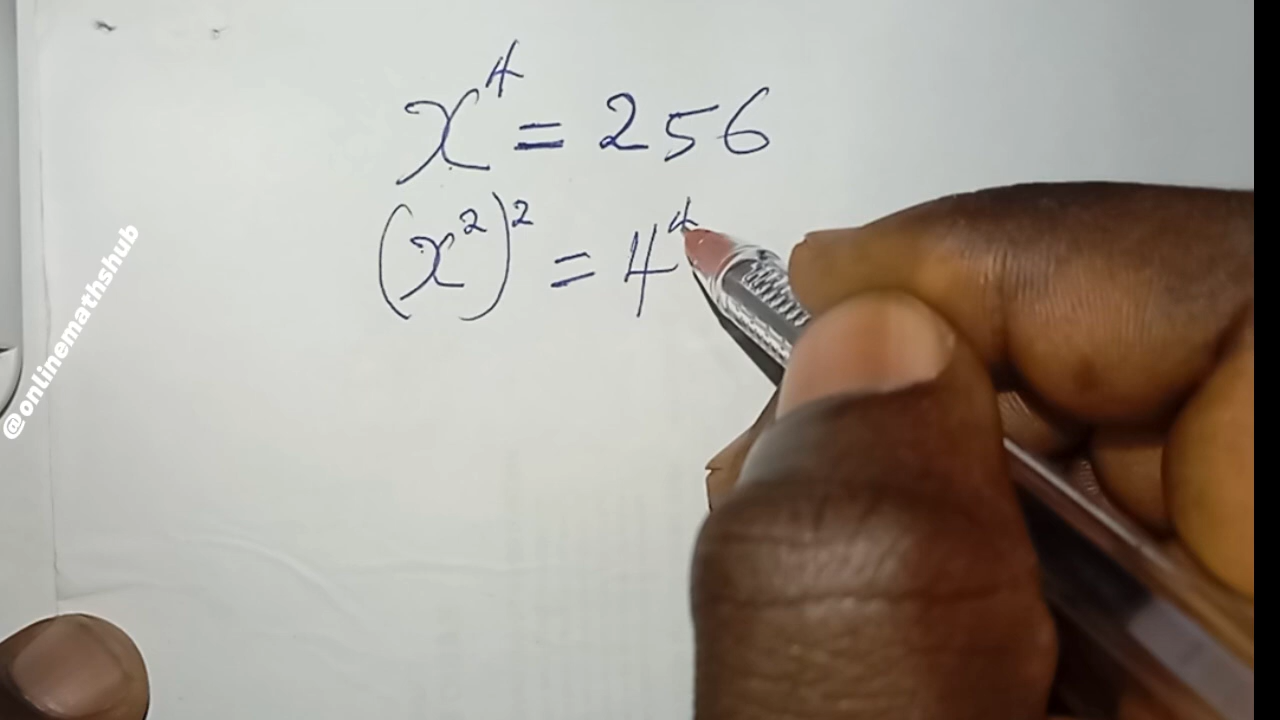 x⁴ = 256
(x²)² = 4⁴
@onlinemathshub